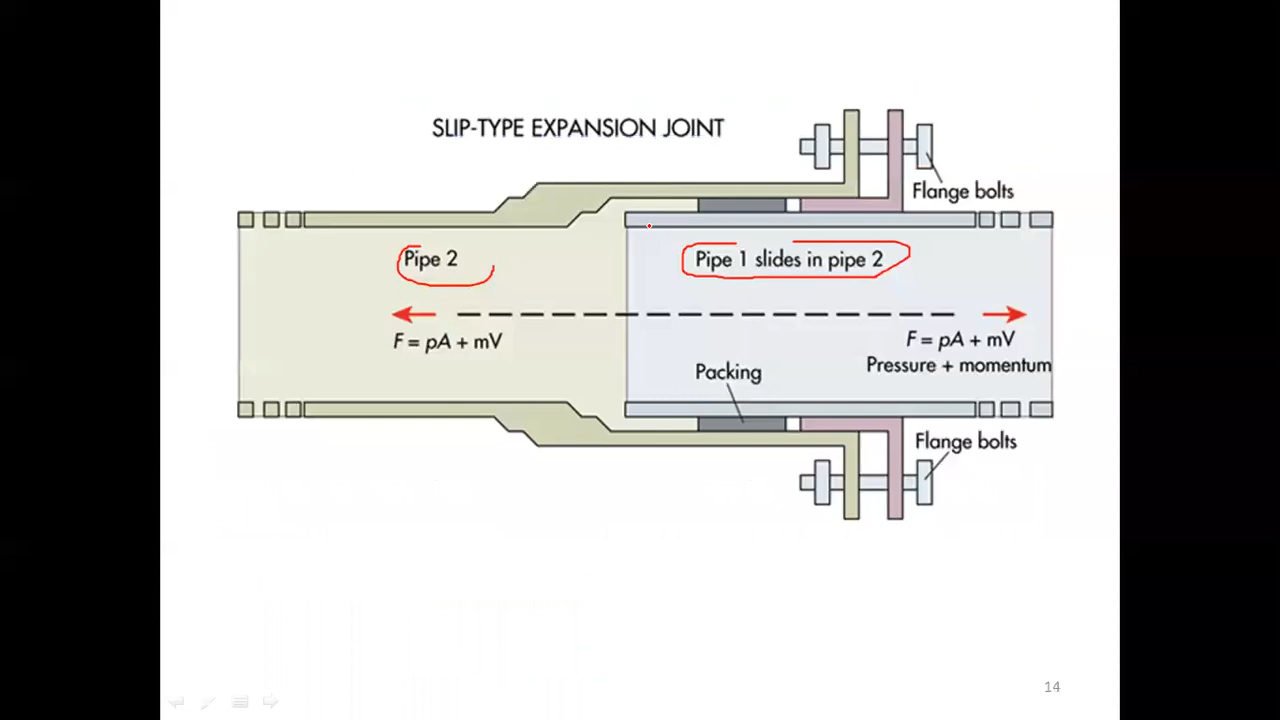 SLIP-TYPE EXPANSION JOINT
Flange bolts
Pipe 2
Pipe 1 slides in pipe 2
F = pA + mV
F = pA + mV
Pressure + momentum
Packing
Flange bolts
14